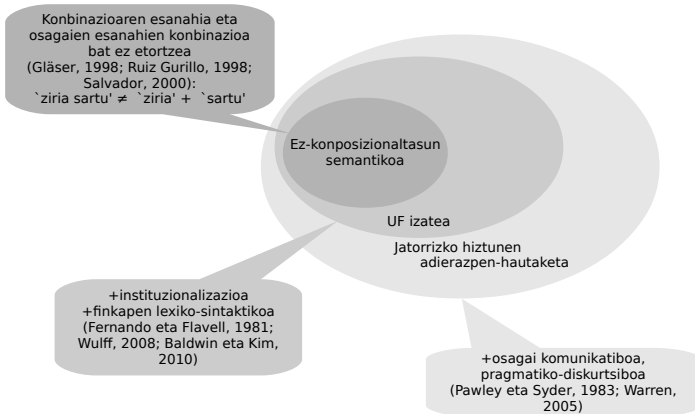 Konbinazioaren esanahia eta
osagaien esanahien konbinazioa
bat ez etortzea
(Gläser, 1998; Ruiz Gurillo, 1998;
Salvador, 2000):
`ziria sartu' ≠ `ziria' + `sartu'
Ez-konposizionaltasun
semantikoa
UF izatea
Jatorrizko hiztunen
adierazpen-hautaketa
+instituzionalizazioa
+finkapen lexiko-sintaktikoa
(Fernando eta Flavell, 1981;
Wulff, 2008; Baldwin eta Kim,
2010)
+osagai komunikatiboa,
pragmatiko-diskurtsiboa
(Pawley eta Syder, 1983; Warren,
2005)